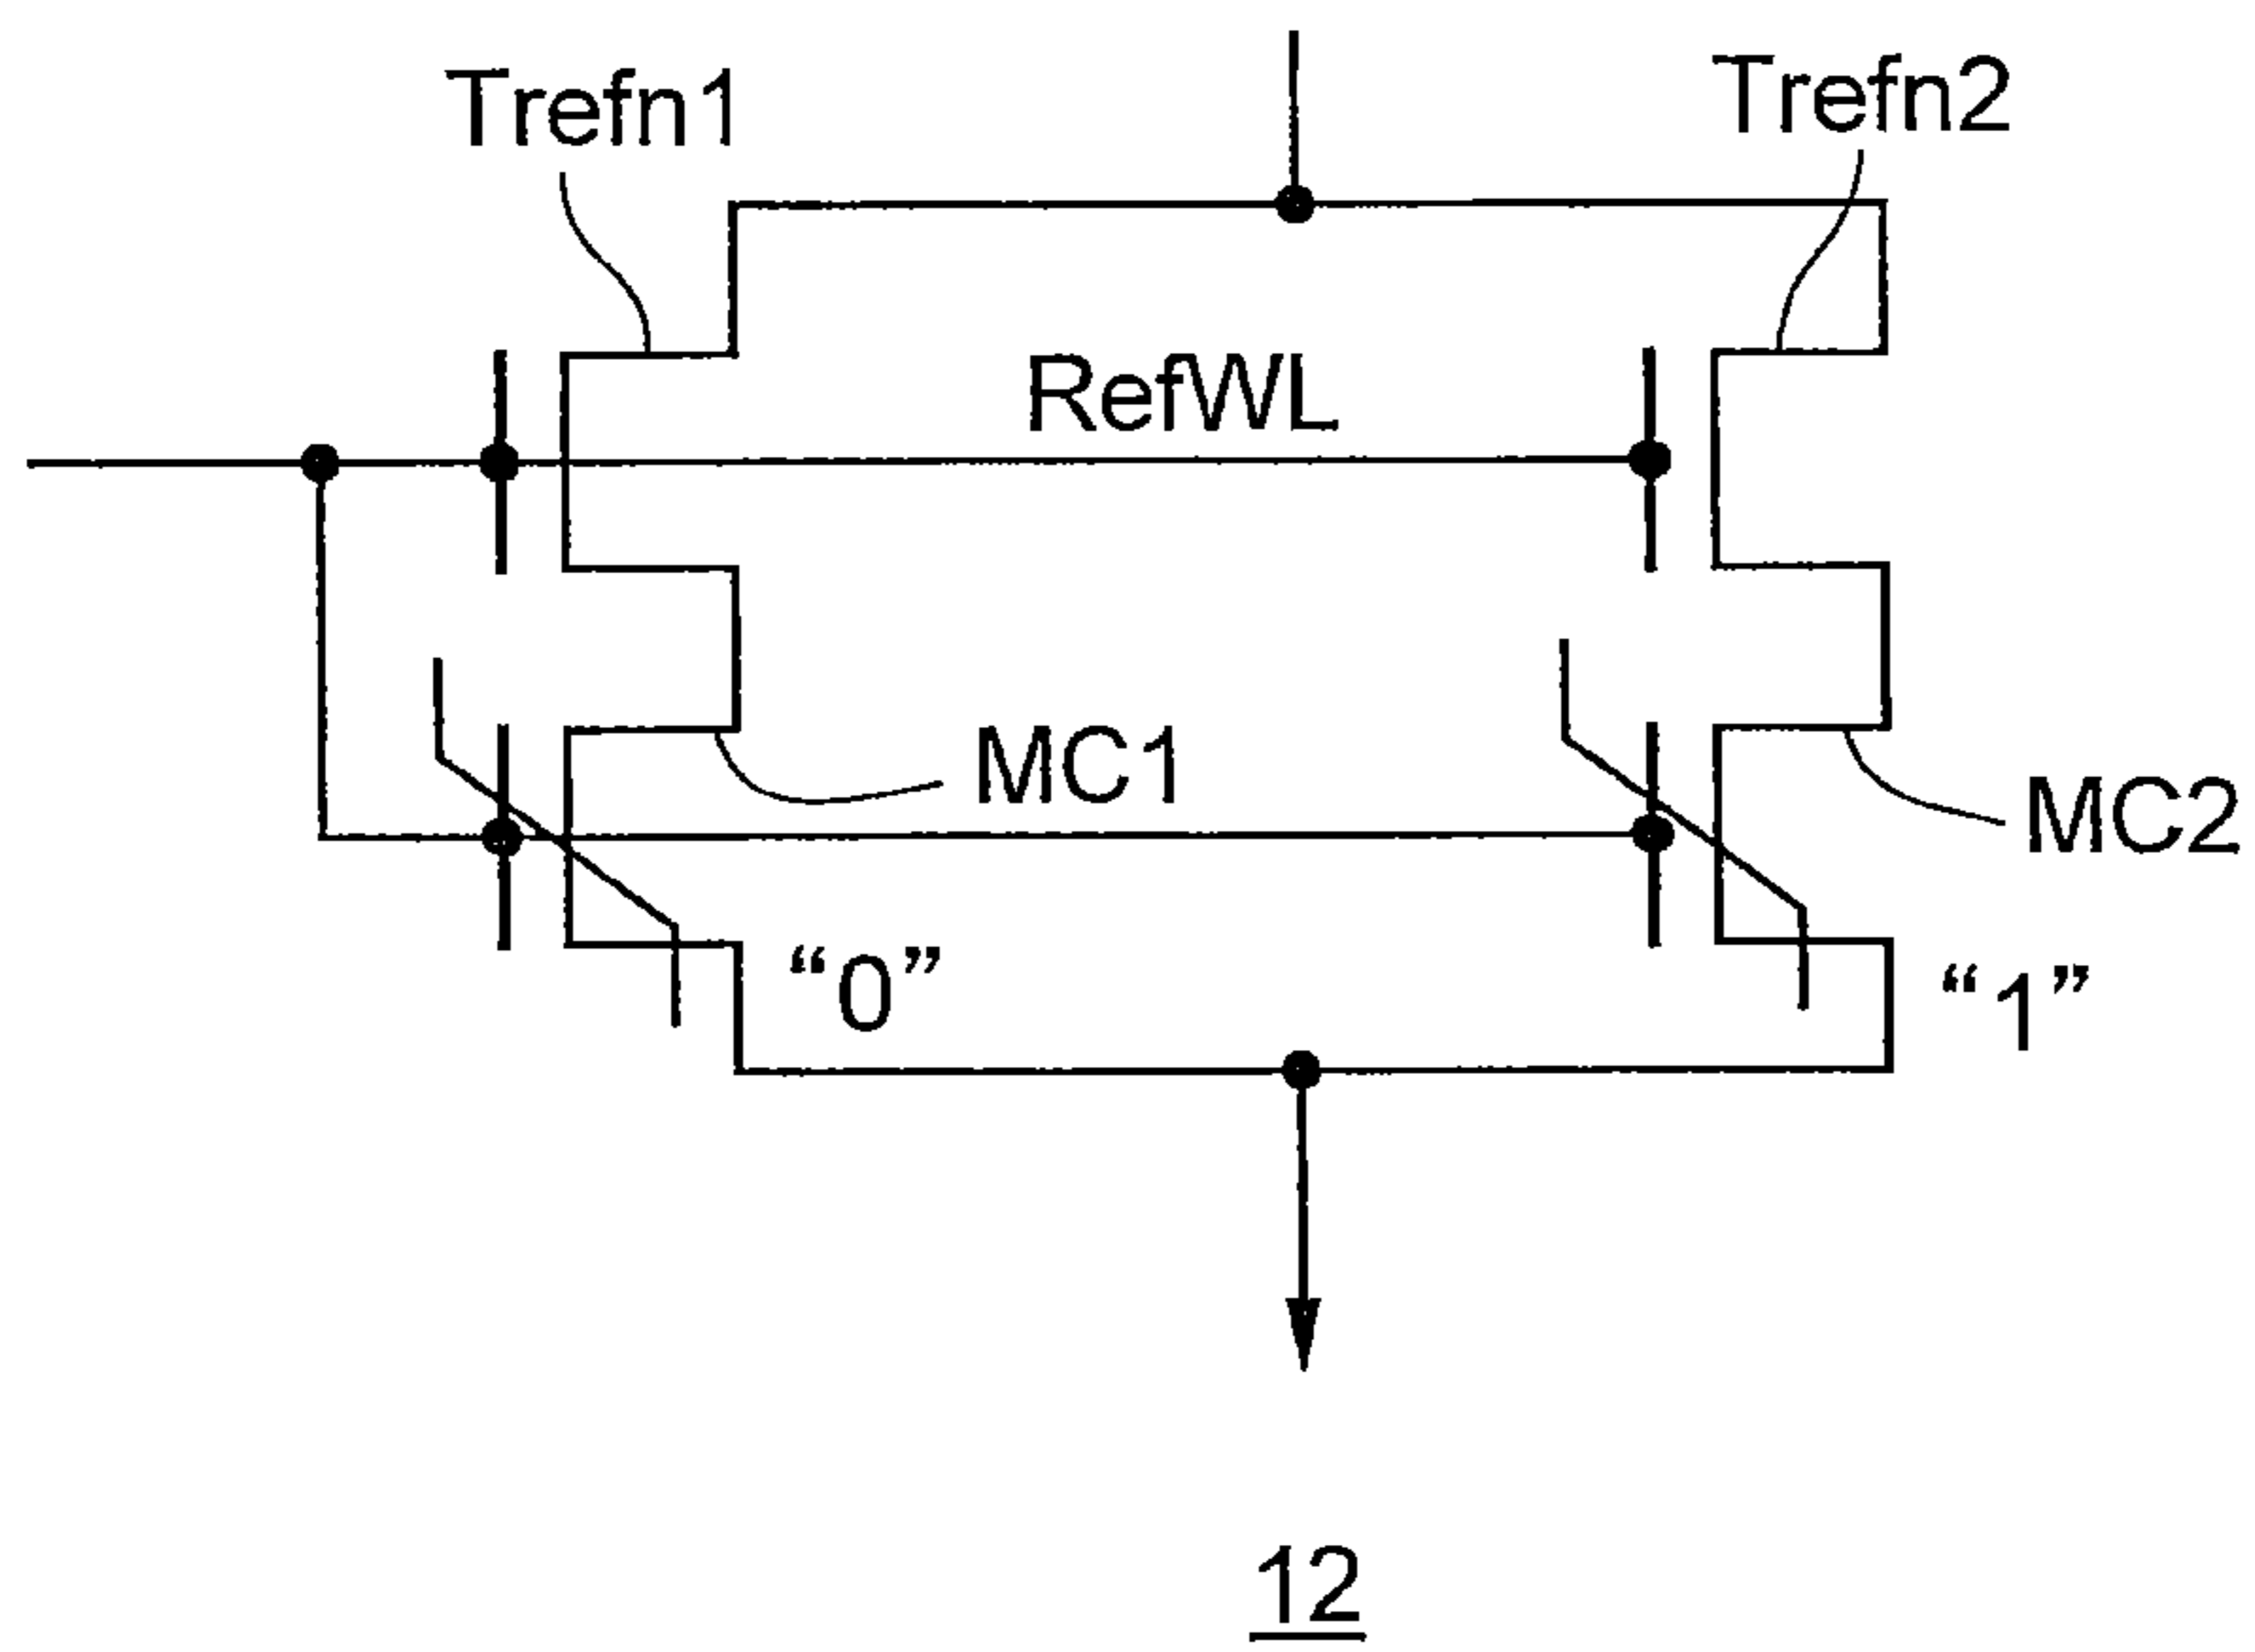 Trefn1
Trefn2
RefWL
MC1
MC2
“0”
“1”
12